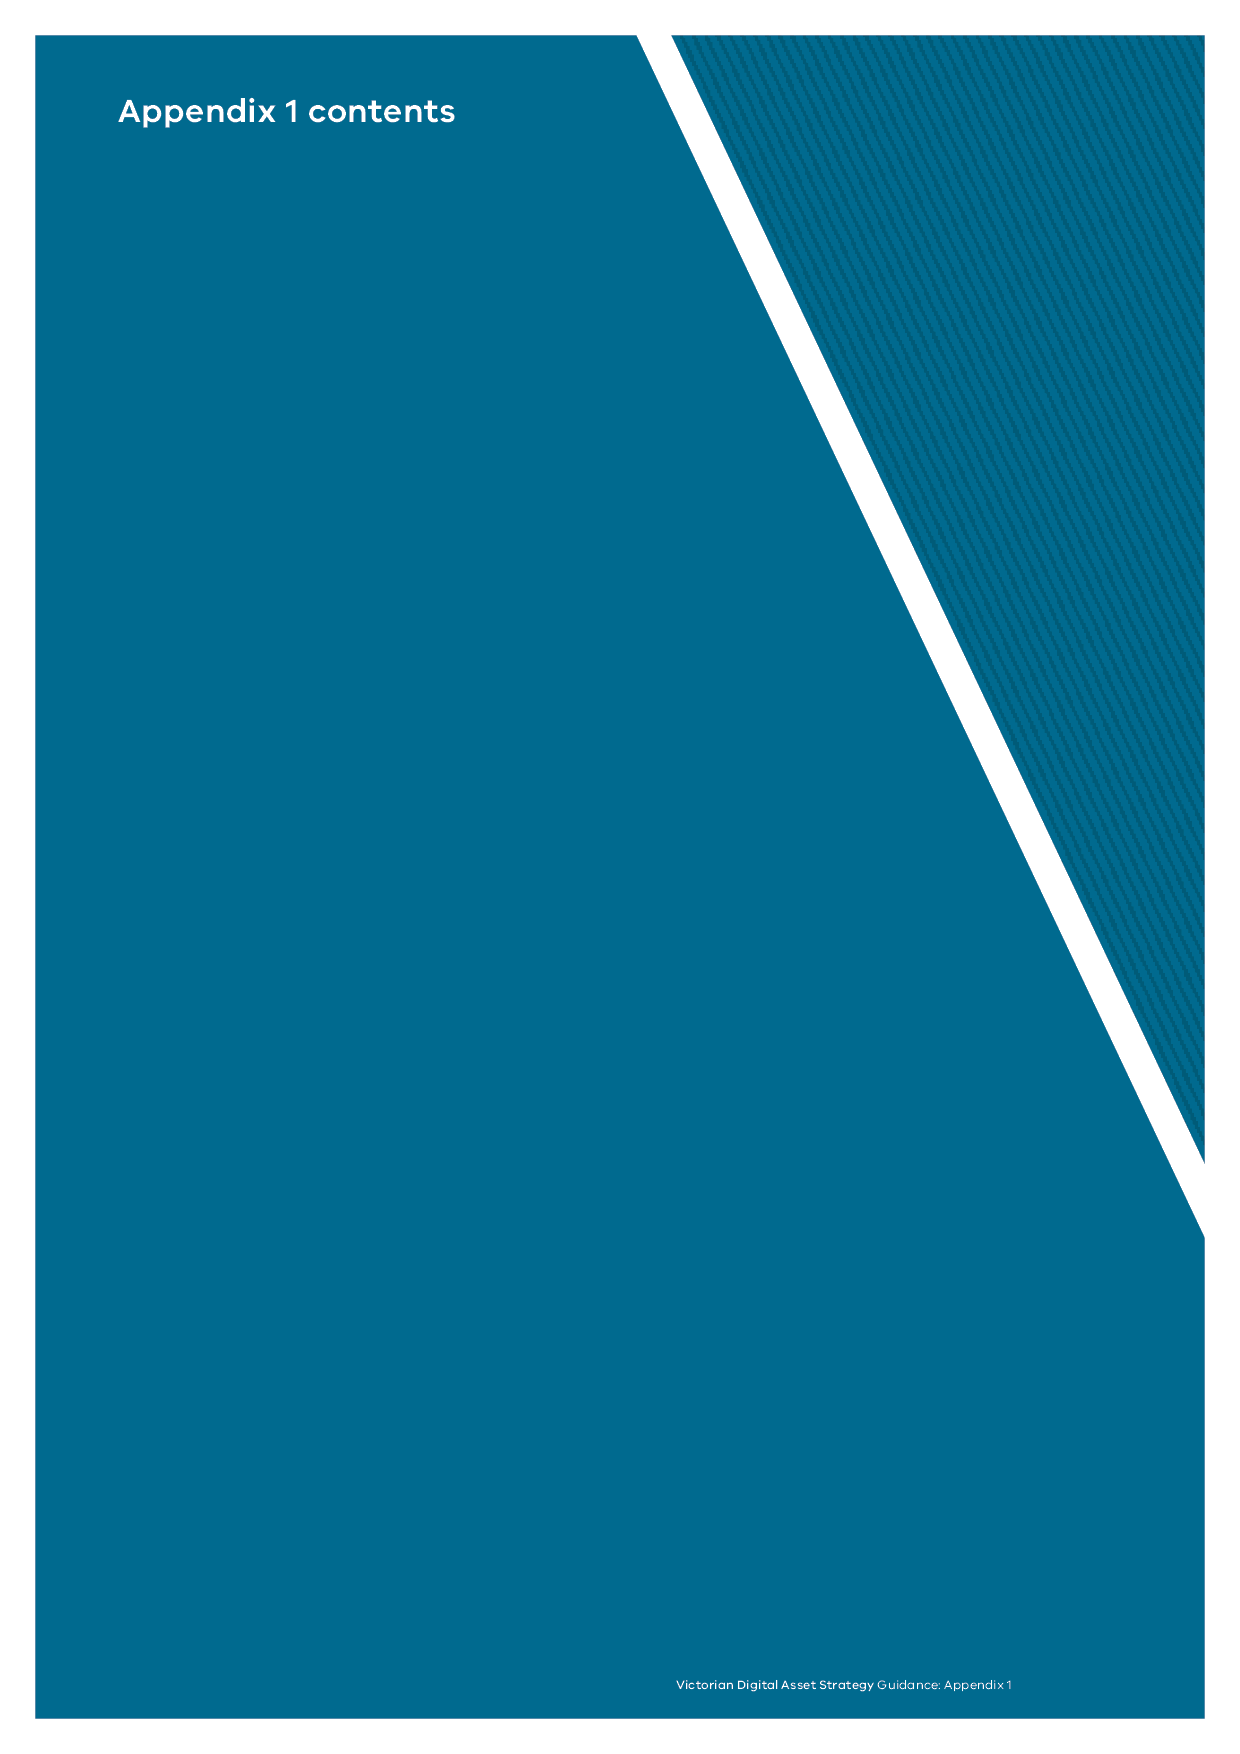 Appendix 1 contents
Victorian Digital Asset Strategy Guidance: Appendix 1